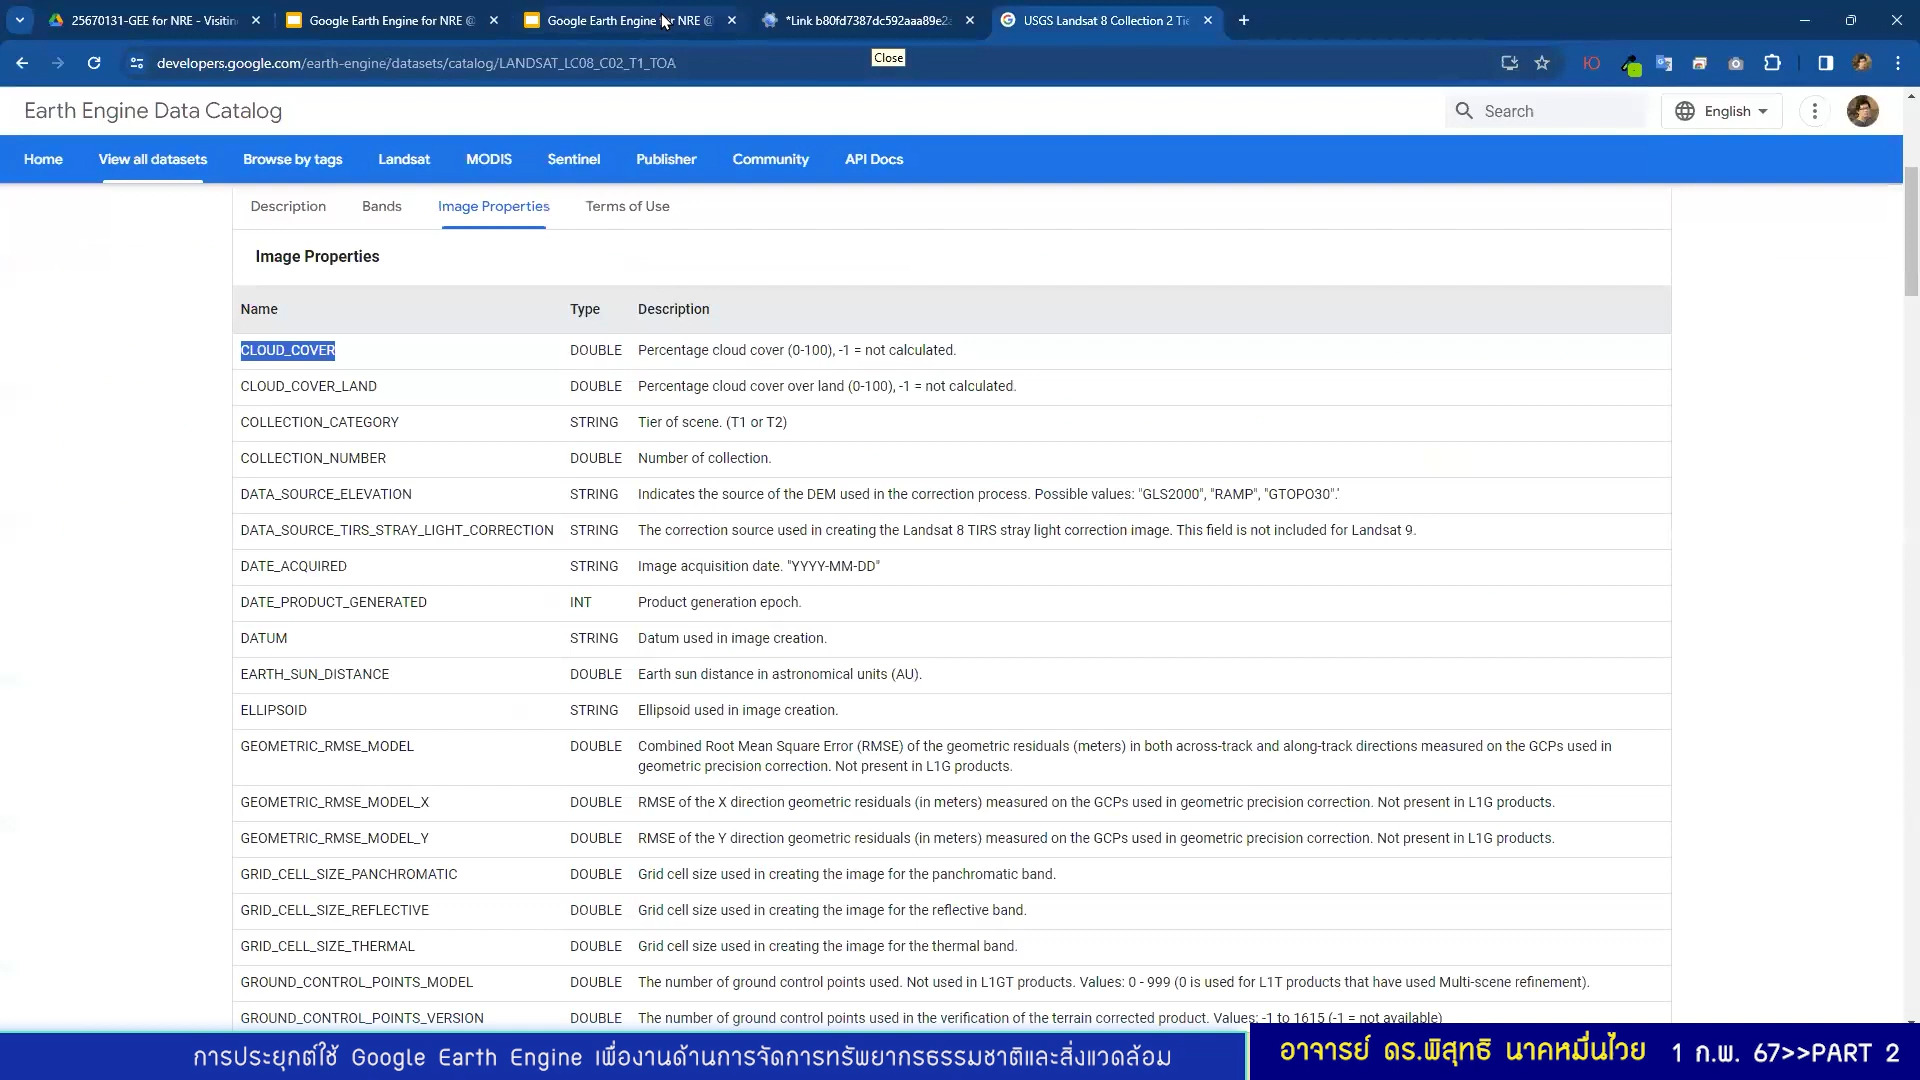 25670131-GEE for NRE - Visitin
Google Earth Engine for NRE @
Google Earth Engine for NRE @
*Link b80fd7387dc592aaa89e2
USGS Landsat 8 Collection 2 Tie
Close
developers.google.com/earth-engine/datasets/catalog/LANDSAT_LC08_C02_T1_TOA
Earth Engine Data Catalog
Search
English
Home
View all datasets
Browse by tags
Landsat
MODIS
Sentinel
Publisher
Community
API Docs
Description
Bands
Image Properties
Terms of Use
Image Properties
Name Type Description
CLOUD_COVER DOUBLE Percentage cloud cover (0-100), -1 = not calculated.
CLOUD_COVER_LAND DOUBLE Percentage cloud cover over land (0-100), -1 = not calculated.
COLLECTION_CATEGORY STRING Tier of scene. (T1 or T2)
COLLECTION_NUMBER DOUBLE Number of collection.
DATA_SOURCE_ELEVATION STRING Indicates the source of the DEM used in the correction process. Possible values: "GLS2000", "RAMP", "GTOPO30".'
DATA_SOURCE_TIRS_STRAY_LIGHT_CORRECTION STRING The correction source used in creating the Landsat 8 TIRS stray light correction image. This field is not included for Landsat 9.
DATE_ACQUIRED STRING Image acquisition date. "YYYY-MM-DD"
DATE_PRODUCT_GENERATED INT Product generation epoch.
DATUM STRING Datum used in image creation.
EARTH_SUN_DISTANCE DOUBLE Earth sun distance in astronomical units (AU).
ELLIPSOID STRING Ellipsoid used in image creation.
GEOMETRIC_RMSE_MODEL DOUBLE Combined Root Mean Square Error (RMSE) of the geometric residuals (meters) in both across-track and along-track directions measured on the GCPs used in
geometric precision correction. Not present in L1G products.
GEOMETRIC_RMSE_MODEL_X DOUBLE RMSE of the X direction geometric residuals (in meters) measured on the GCPs used in geometric precision correction. Not present in L1G products.
GEOMETRIC_RMSE_MODEL_Y DOUBLE RMSE of the Y direction geometric residuals (in meters) measured on the GCPs used in geometric precision correction. Not present in L1G products.
GRID_CELL_SIZE_PANCHROMATIC DOUBLE Grid cell size used in creating the image for the panchromatic band.
GRID_CELL_SIZE_REFLECTIVE DOUBLE Grid cell size used in creating the image for the reflective band.
GRID_CELL_SIZE_THERMAL DOUBLE Grid cell size used in creating the image for the thermal band.
GROUND_CONTROL_POINTS_MODEL DOUBLE The number of ground control points used. Not used in L1GT products. Values: 0 - 999 (0 is used for L1T products that have used Multi-scene refinement).
GROUND_CONTROL_POINTS_VERSION DOUBLE The number of ground control points used in the verification of the terrain corrected product. Values: -1 to 1615 (-1 = not available)
การประยุกต์ใช้ Google Earth Engine เพื่องานด้านการจัดการทรัพยากรธรรมชาติและสิ่งแวดล้อม
อาจารย์ ดร.พิสุทธิ นาคหมื่นไวย 1 ก.พ. 67>>PART 2